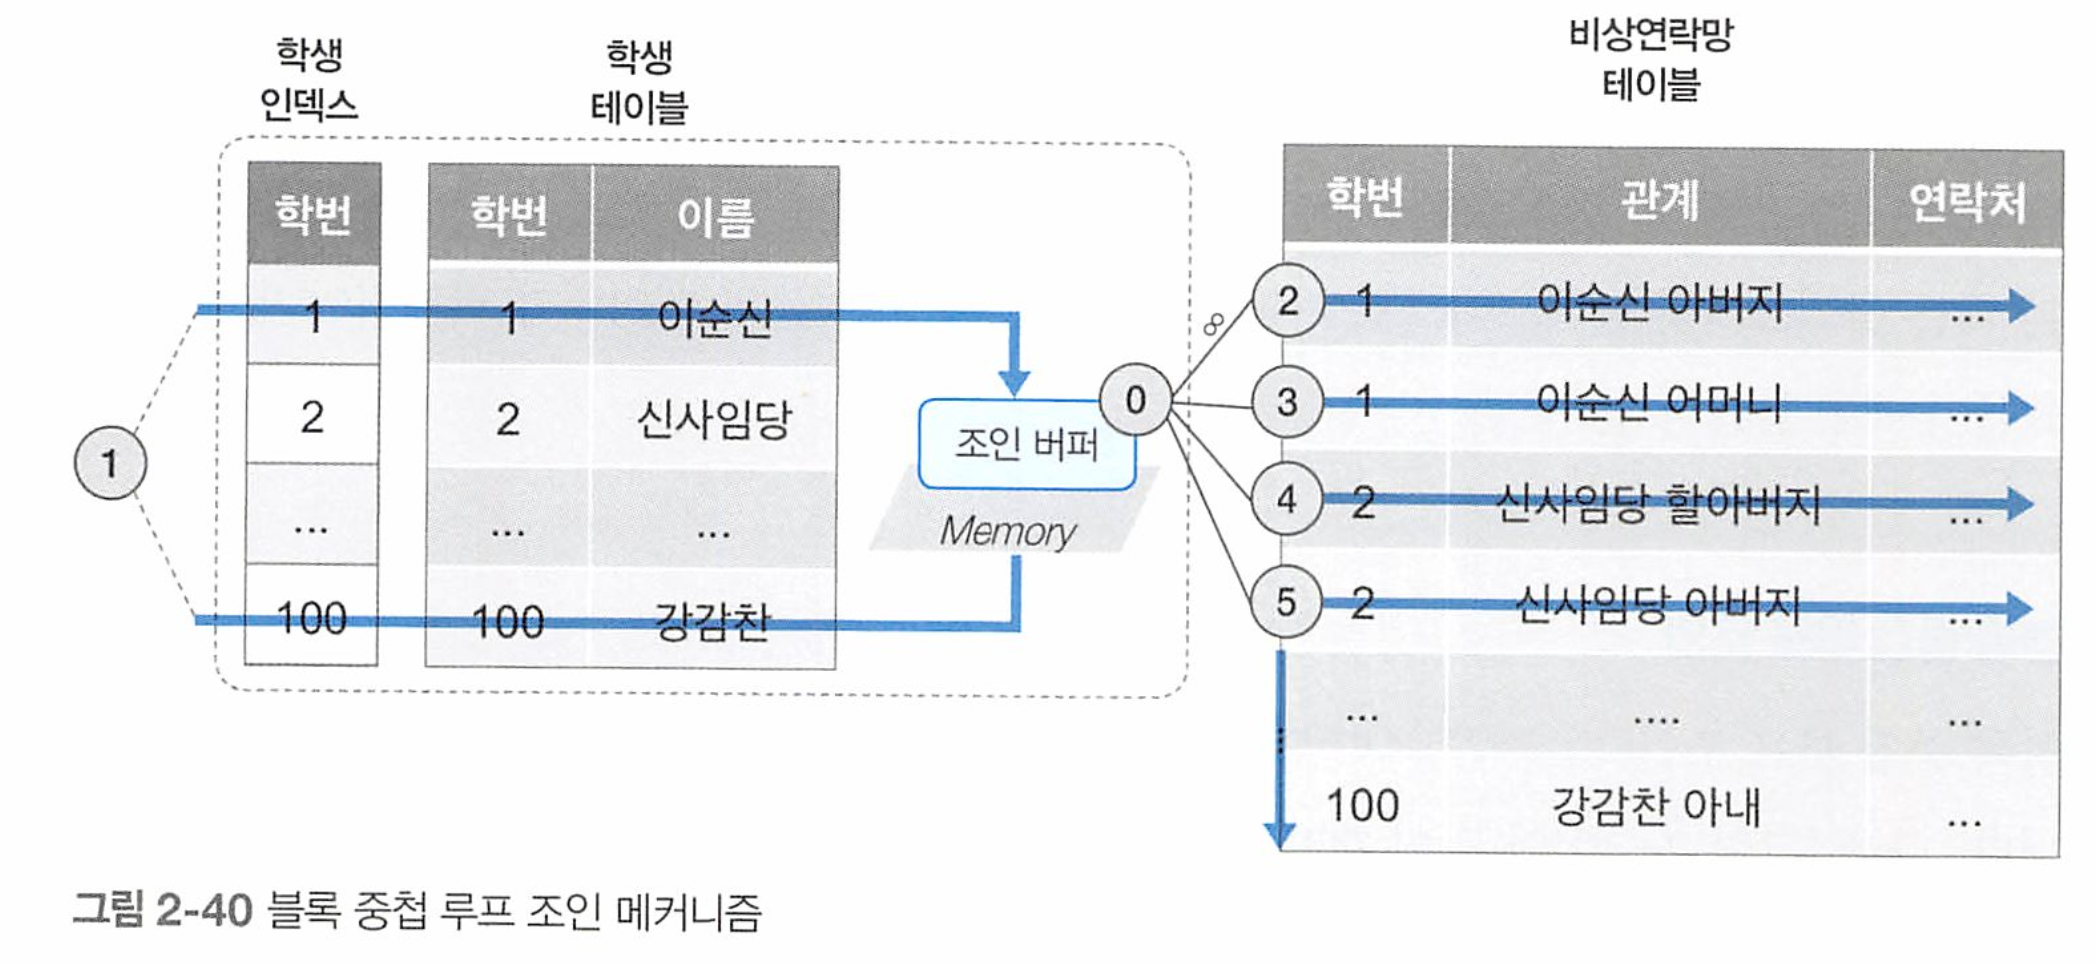 학생
인덱스
학생
테이블
비상연락망
테이블
학번
학번 이름
학번 관계 연락처
1
1 이순신
2
2 신사임당
...
... ...
100
100 강감찬
1
조인 버퍼
Memory
0
∞
2 1 이순신 아버지 ...
3 1 이순신 어머니 ...
4 2 신사임당 할아버지 ...
5 2 신사임당 아버지 ...
... .... ...
100 강감찬 아내 ...
그림 2-40 블록 중첩 루프 조인 메커니즘